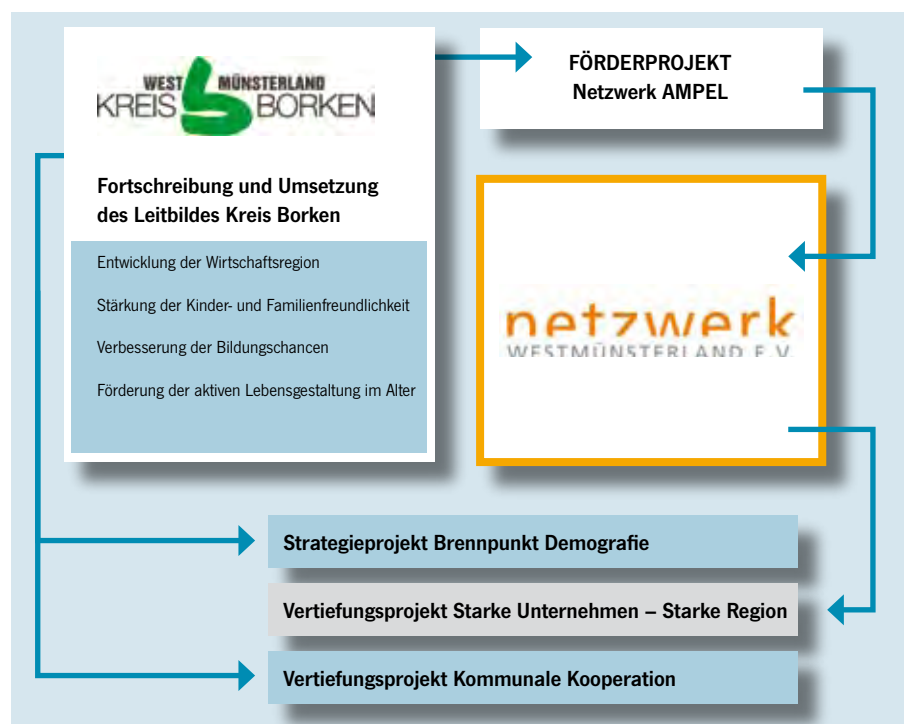 WEST MÜNSTERLAND
KREIS BORKEN
Fortschreibung und Umsetzung
des Leitbildes Kreis Borken
Entwicklung der Wirtschaftsregion
Stärkung der Kinder- und Familienfreundlichkeit
Verbesserung der Bildungschancen
Förderung der aktiven Lebensgestaltung im Alter
FÖRDERPROJEKT
Netzwerk AMPEL
netzwerk
WESTMÜNSTERLAND E.V.
Strategieprojekt Brennpunkt Demografie
Vertiefungsprojekt Starke Unternehmen – Starke Region
Vertiefungsprojekt Kommunale Kooperation